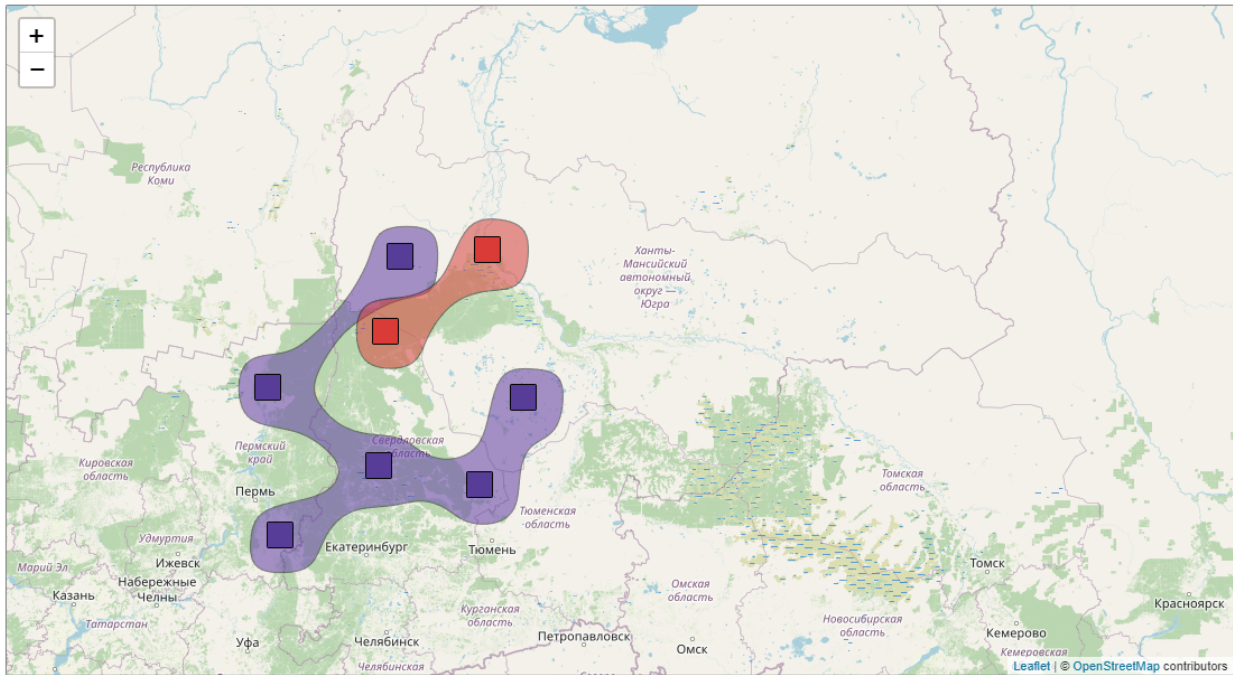 +
−
Республика
Коми
Ханты-
Мансийский
автономный
округ —
Югра
Пермский
край
Свердловская
область
Кировская
область
Томская
область
Пермь
Тюменская
область
Удмуртия
Екатеринбург
Тюмень
Ижевск
Марий Эл
Набережные
Челны
Казань
Томск
Омская
область
Красноярск
Татарстан
Курганская
область
Новосибирская
область
Уфа
Челябинск
Петропавловск
Омск
Кемерово
Кемеровская
Челябинская
Leaflet | © OpenStreetMap contributors